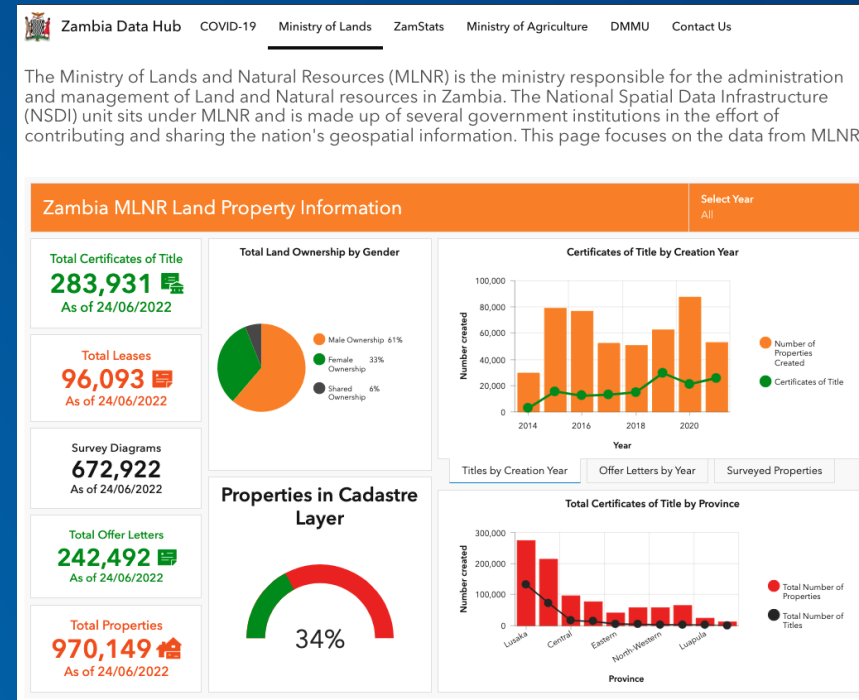 Zambia Data Hub COVID-19 Ministry of Lands ZamStats Ministry of Agriculture DMMU Contact Us
The Ministry of Lands and Natural Resources (MLNR) is the ministry responsible for the administration
and management of Land and Natural resources in Zambia. The National Spatial Data Infrastructure
(NSDI) unit sits under MLNR and is made up of several government institutions in the effort of
contributing and sharing the nation's geospatial information. This page focuses on the data from MLNR
Zambia MLNR Land Property Information
Select Year
All
Total Certificates of Title
283,931
As of 24/06/2022
Total Leases
96,093
As of 24/06/2022
Survey Diagrams
672,922
As of 24/06/2022
Total Offer Letters
242,492
As of 24/06/2022
Total Properties
970,149
As of 24/06/2022
Total Land Ownership by Gender
Male Ownership 61%
Female 33%
Ownership
Shared 6%
Ownership
Properties in Cadastre
Layer
34%
Certificates of Title by Creation Year
Number created
100,000
80,000
60,000
40,000
20,000
0
2014 2016 2018 2020
Year
Number of
Properties
Created
Certificates of Title
Titles by Creation Year Offer Letters by Year Surveyed Properties
Total Certificates of Title by Province
Number created
300,000
200,000
100,000
0
Lusaka Central Eastern North-Western Luapula
Province
Total Number of
Properties
Total Number of
Titles